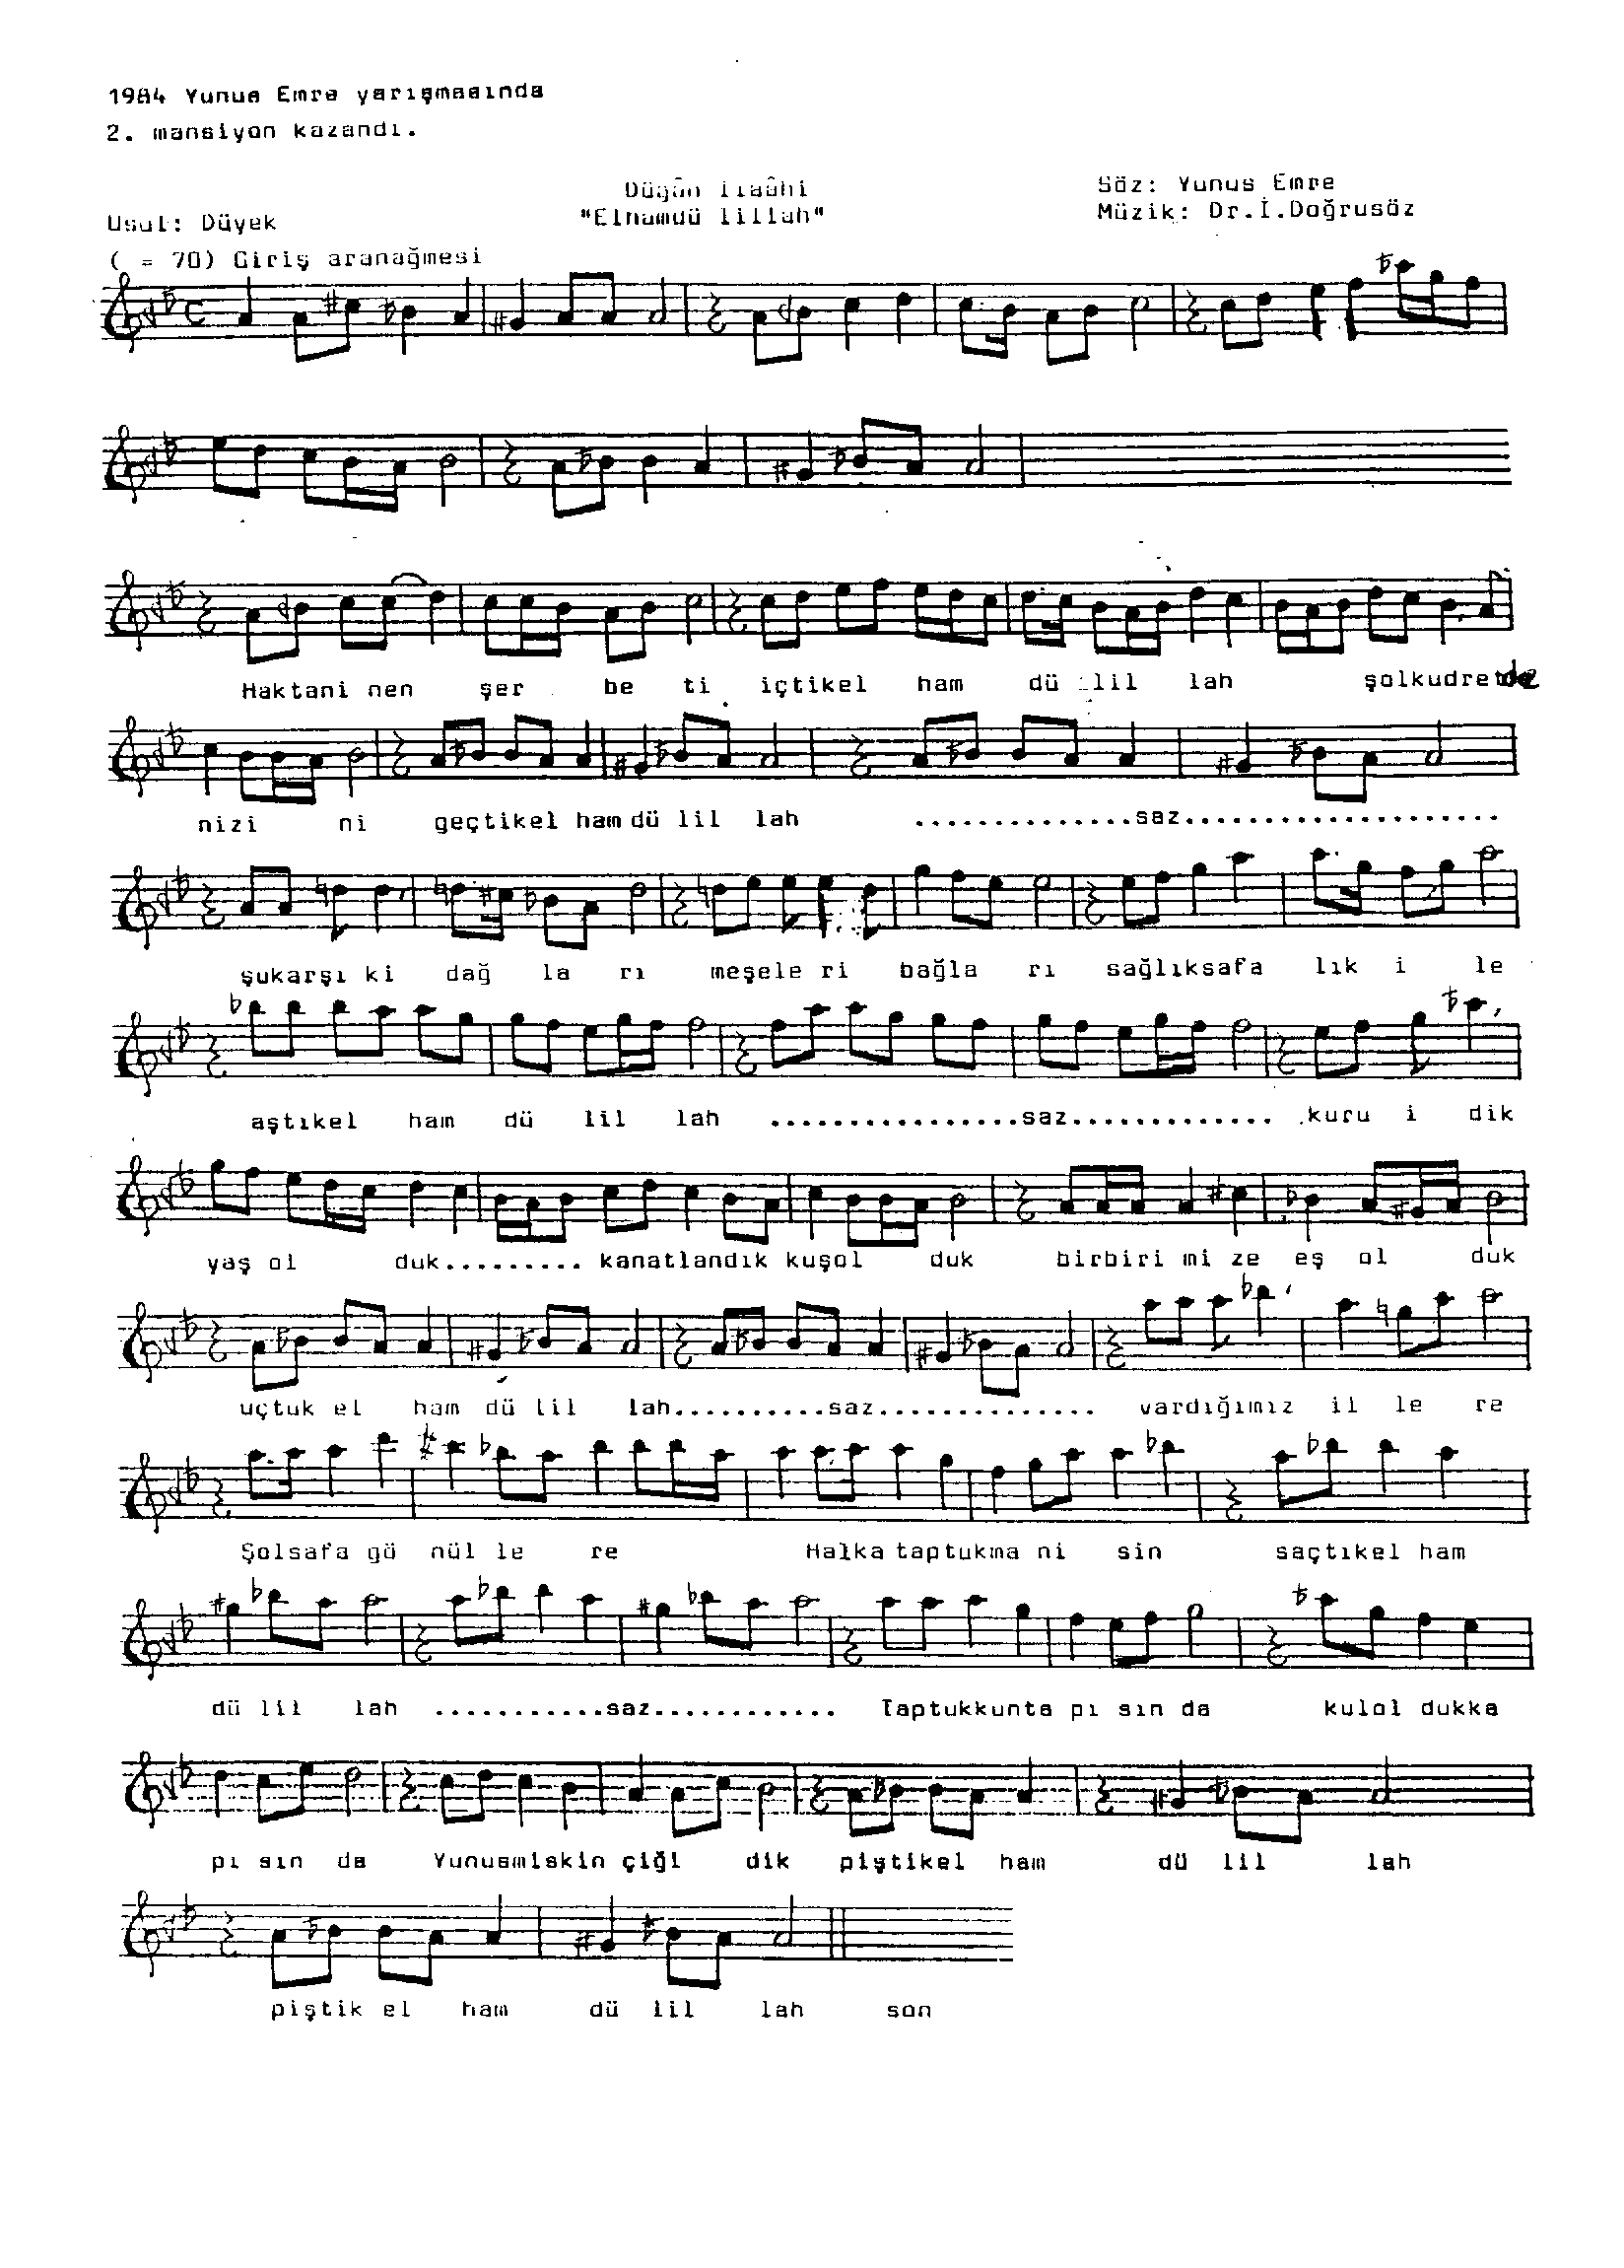 1984 Yunus Emre yarışmasında
2. mansiyon kazandı.
Düğün İlâhi
"Elhamdü lillah"
Söz: Yunus Emre
Müzik: Dr.İ.Doğrusöz
Usul: Düyek
( = 70) Giriş aranağmesi
Haktani nen şer be ti içtikel ham dü lil lah şolkudretde
nizi ni geçtikel ham dü lil lah ..............saz....................
şukarşı ki dağ la rı meşele ri bağla rı sağlıksafa lık i le
aştıkel ham dü lil lah ................saz............. kuru i dik
yaş ol duk......... kanatlandık kuşol duk birbiri mi ze eş ol duk
uçtuk el ham dü lil lah..........saz.............. vardığımız il le re
Şolsafa gö nül le re Halka taptukma ni sin saçtıkel ham
dü lil lah ...........saz............ Taptukkunta pı sın da kulol dukka
pı sın da Yunusmiskin çiği dik piştikel ham dü lil lah
piştik el ham dü lil lah son